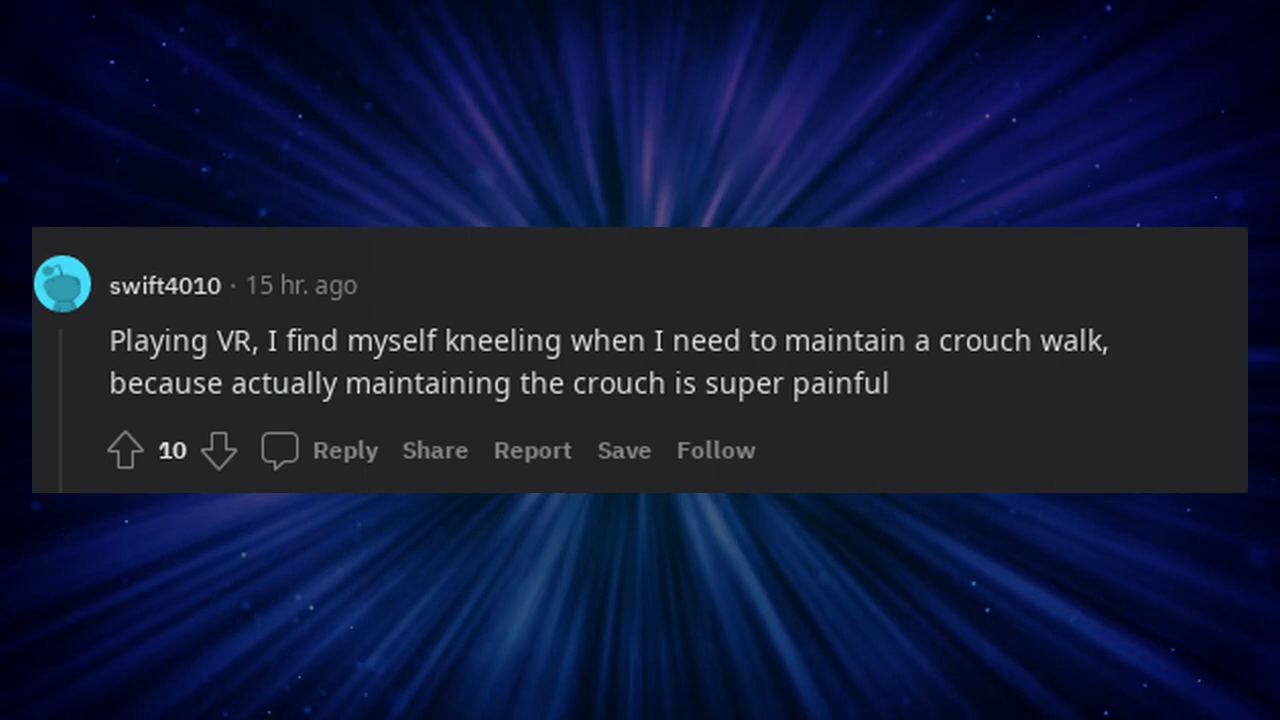 swift4010 · 15 hr. ago
Playing VR, I find myself kneeling when I need to maintain a crouch walk,
because actually maintaining the crouch is super painful
10 Reply Share Report Save Follow